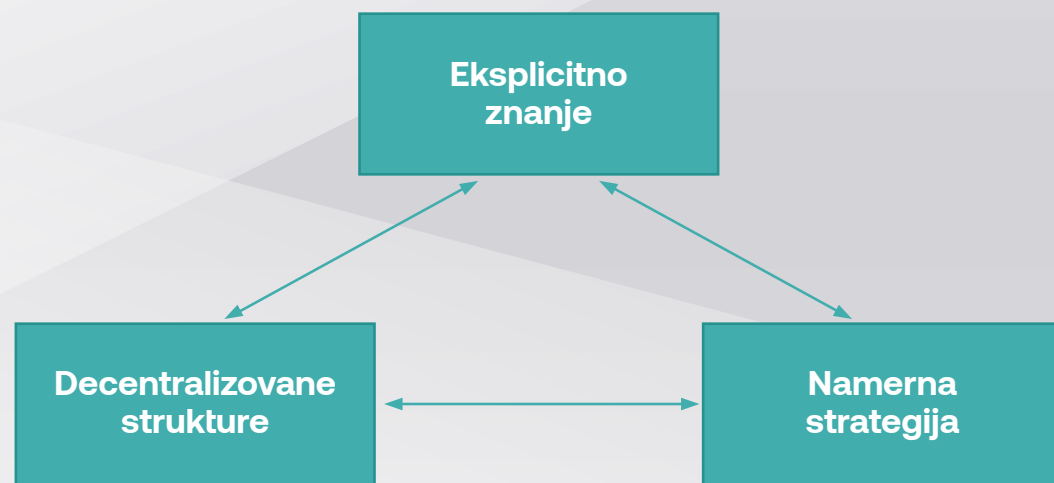 Eksplicitno
znanje
Decentralizovane
strukture
Namerna
strategija